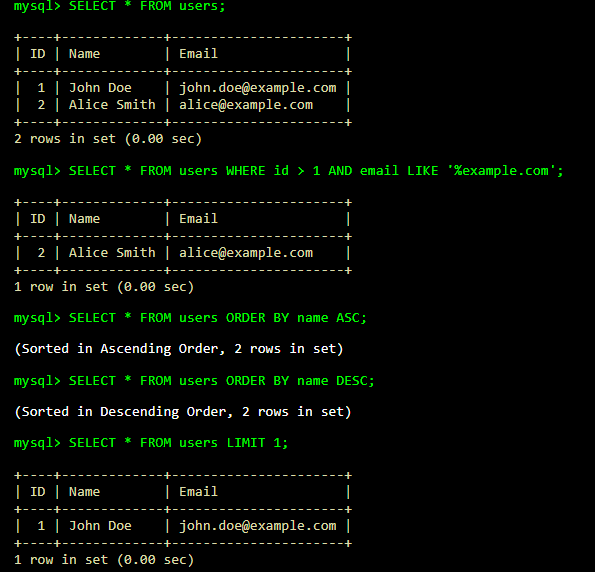 mysql> SELECT * FROM users;
+----+-------------+----------------------+
| ID | Name        | Email                |
+----+-------------+----------------------+
|  1 | John Doe    | john.doe@example.com |
|  2 | Alice Smith | alice@example.com    |
+----+-------------+----------------------+
2 rows in set (0.00 sec)
mysql> SELECT * FROM users WHERE id > 1 AND email LIKE '%example.com';
+----+-------------+----------------------+
| ID | Name        | Email                |
+----+-------------+----------------------+
|  2 | Alice Smith | alice@example.com    |
+----+-------------+----------------------+
1 row in set (0.00 sec)
mysql> SELECT * FROM users ORDER BY name ASC;
(Sorted in Ascending Order, 2 rows in set)
mysql> SELECT * FROM users ORDER BY name DESC;
(Sorted in Descending Order, 2 rows in set)
mysql> SELECT * FROM users LIMIT 1;
+----+-------------+----------------------+
| ID | Name        | Email                |
+----+-------------+----------------------+
|  1 | John Doe    | john.doe@example.com |
+----+-------------+----------------------+
1 row in set (0.00 sec)